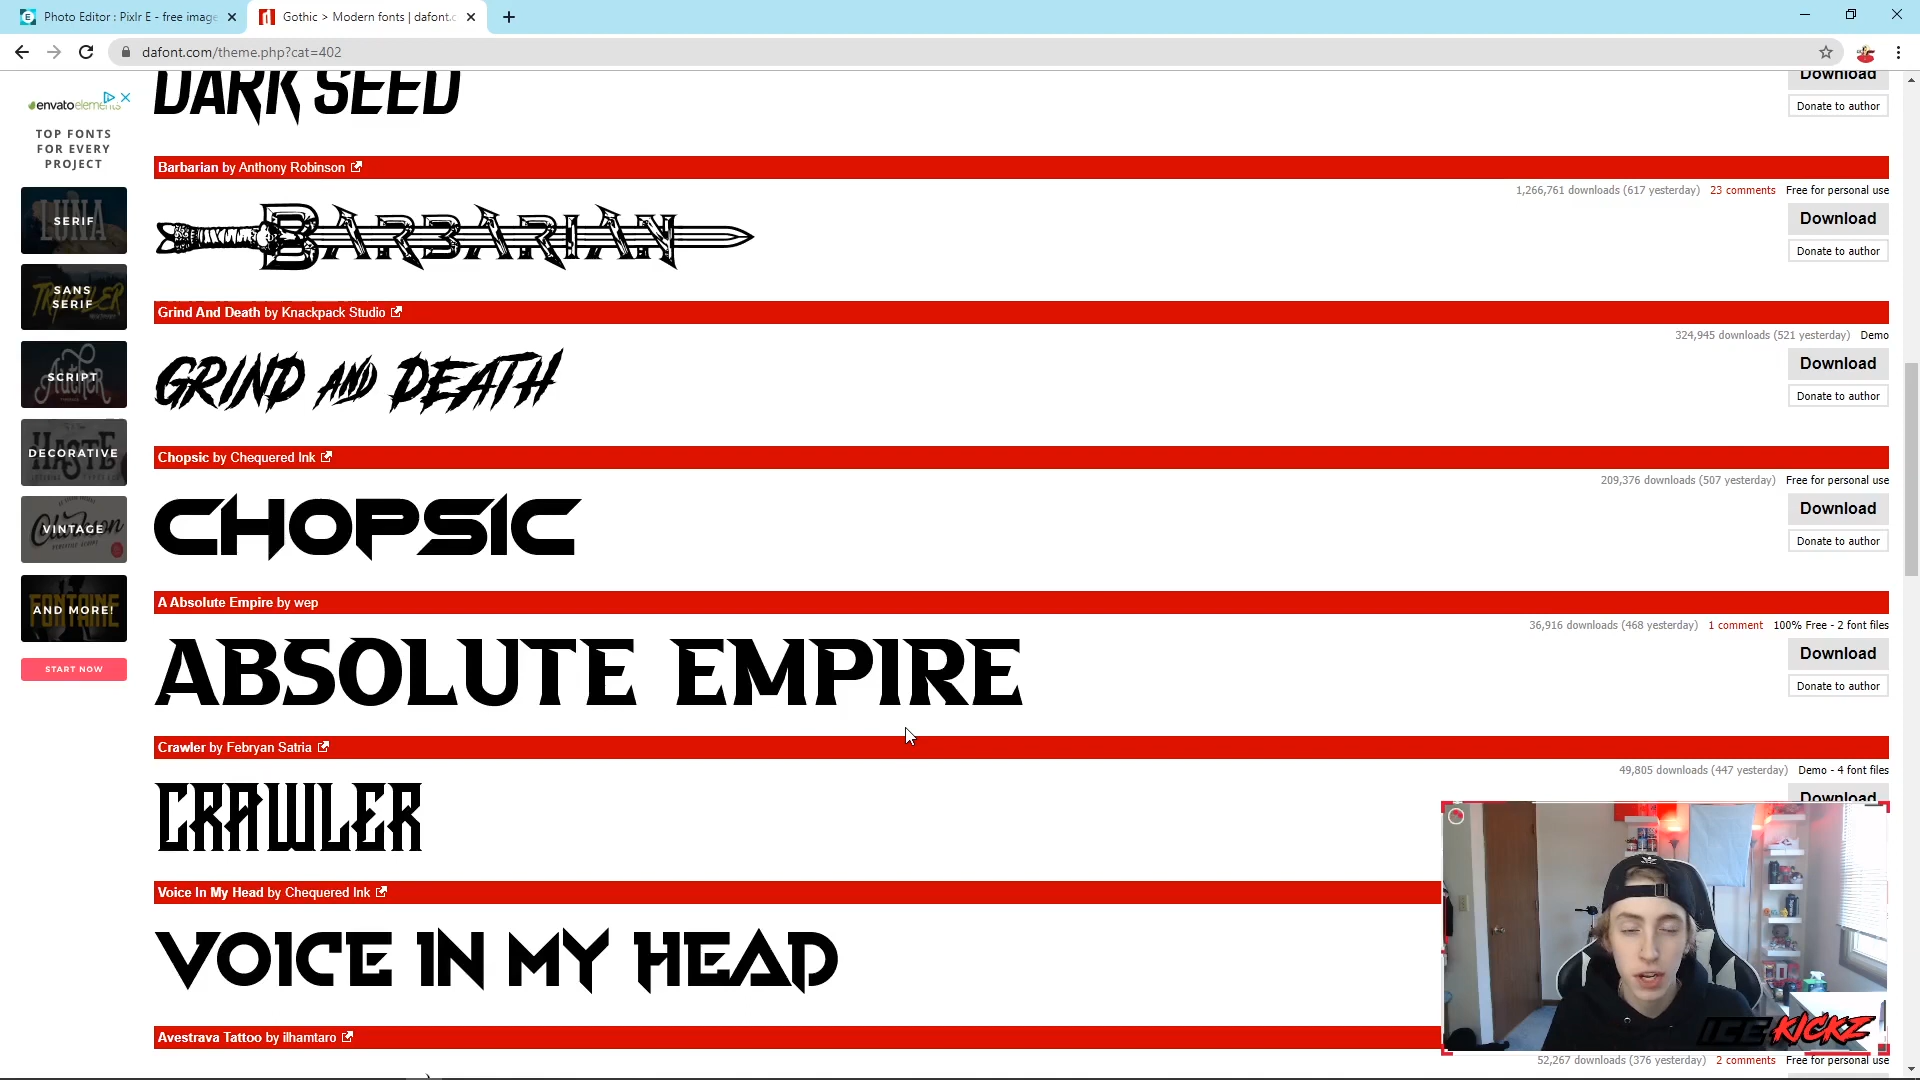 Photo Editor : Pixlr E - free image
Gothic > Modern fonts | dafont.c
dafont.com/theme.php?cat=402
envato elements
TOP FONTS
FOR EVERY
PROJECT
SERIF
SANS
SERIF
SCRIPT
DECORATIVE
VINTAGE
AND MORE!
START NOW
DARK SEED
Download
Donate to author
Barbarian by Anthony Robinson
1,266,761 downloads (617 yesterday) 23 comments Free for personal use
BARBARIAN
Download
Donate to author
Grind And Death by Knackpack Studio
324,945 downloads (521 yesterday) Demo
GRIND AND DEATH
Download
Donate to author
Chopsic by Chequered Ink
209,376 downloads (507 yesterday) Free for personal use
CHOPSIC
Download
Donate to author
A Absolute Empire by wep
36,916 downloads (468 yesterday) 1 comment 100% Free - 2 font files
ABSOLUTE EMPIRE
Download
Donate to author
Crawler by Febryan Satria
49,805 downloads (447 yesterday) Demo - 4 font files
CRAWLER
Download
Voice In My Head by Chequered Ink
VOICE IN MY HEAD
ICE KICKZ
Avestrava Tattoo by ilhamtaro
52,267 downloads (376 yesterday) 2 comments Free for personal use